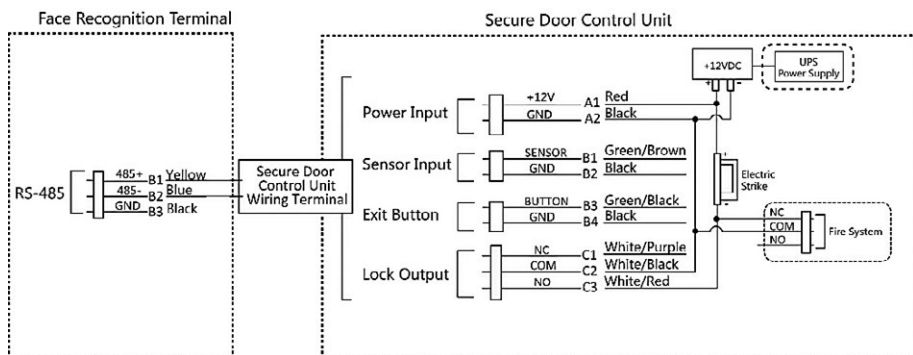 Face Recognition Terminal
Secure Door Control Unit
+12VDC
+ -
UPS
Power Supply
Power Input
+12V A1 Red
GND A2 Black
Sensor Input
SENSOR B1 Green/Brown
GND B2 Black
Exit Button
BUTTON B3 Green/Black
GND B4 Black
Lock Output
NC C1 White/Purple
COM C2 White/Black
NO C3 White/Red
RS-485
485+ B1 Yellow
485- B2 Blue
GND B3 Black
Secure Door
Control Unit
Wiring Terminal
+
Electric
Strike
-
NC
COM
NO
Fire System